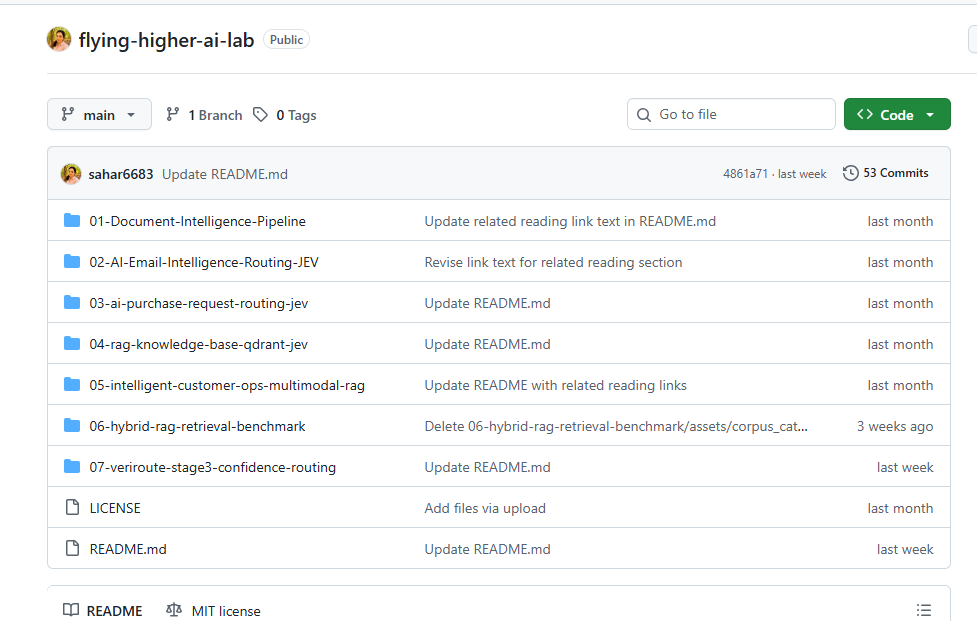 flying-higher-ai-lab Public
main 1 Branch 0 Tags Go to file Code
sahar6683 Update README.md 4861a71 · last week 53 Commits
01-Document-Intelligence-Pipeline Update related reading link text in README.md last month
02-AI-Email-Intelligence-Routing-JEV Revise link text for related reading section last month
03-ai-purchase-request-routing-jev Update README.md last month
04-rag-knowledge-base-qdrant-jev Update README.md last month
05-intelligent-customer-ops-multimodal-rag Update README with related reading links last month
06-hybrid-rag-retrieval-benchmark Delete 06-hybrid-rag-retrieval-benchmark/assets/corpus_cat... 3 weeks ago
07-veriroute-stage3-confidence-routing Update README.md last week
LICENSE Add files via upload last month
README.md Update README.md last week
README MIT license